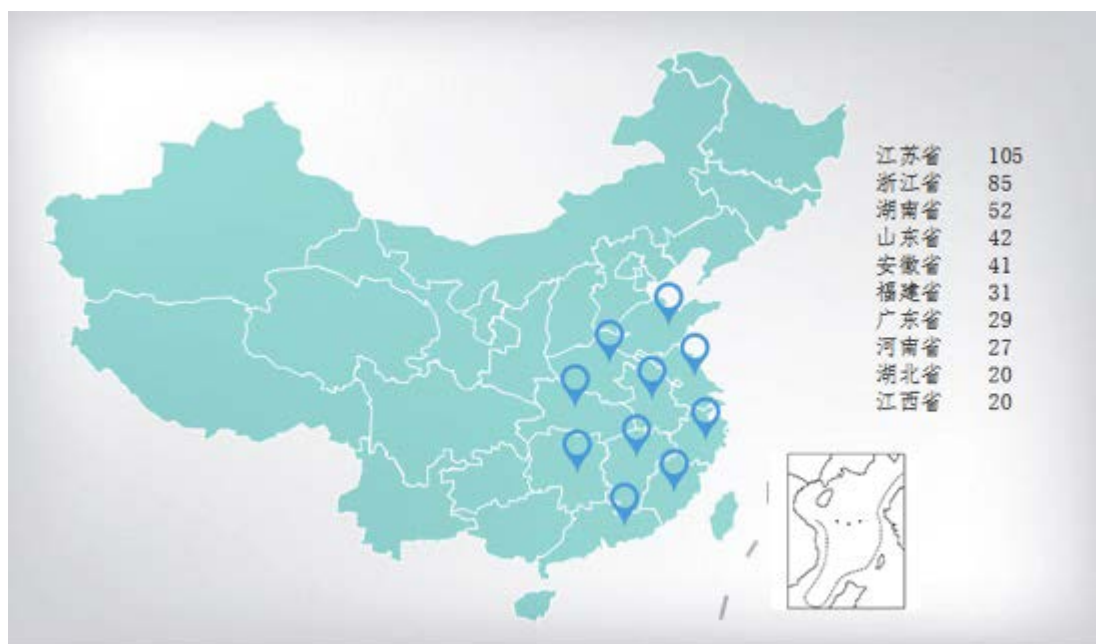 江苏省 105
浙江省 85
湖南省 52
山东省 42
安徽省 41
福建省 31
广东省 29
河南省 27
湖北省 20
江西省 20